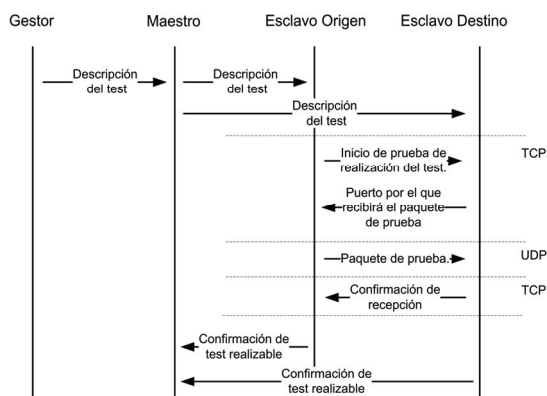 Gestor
Maestro
Esclavo Origen
Esclavo Destino
Descripción
del test
Descripción
del test
Descripción
del test
Inicio de prueba de
realización del test.
TCP
Puerto por el que
recibirá el paquete
de prueba
Paquete de prueba.
UDP
Confirmación de
recepción
TCP
Confirmación de
test realizable
Confirmación de
test realizable